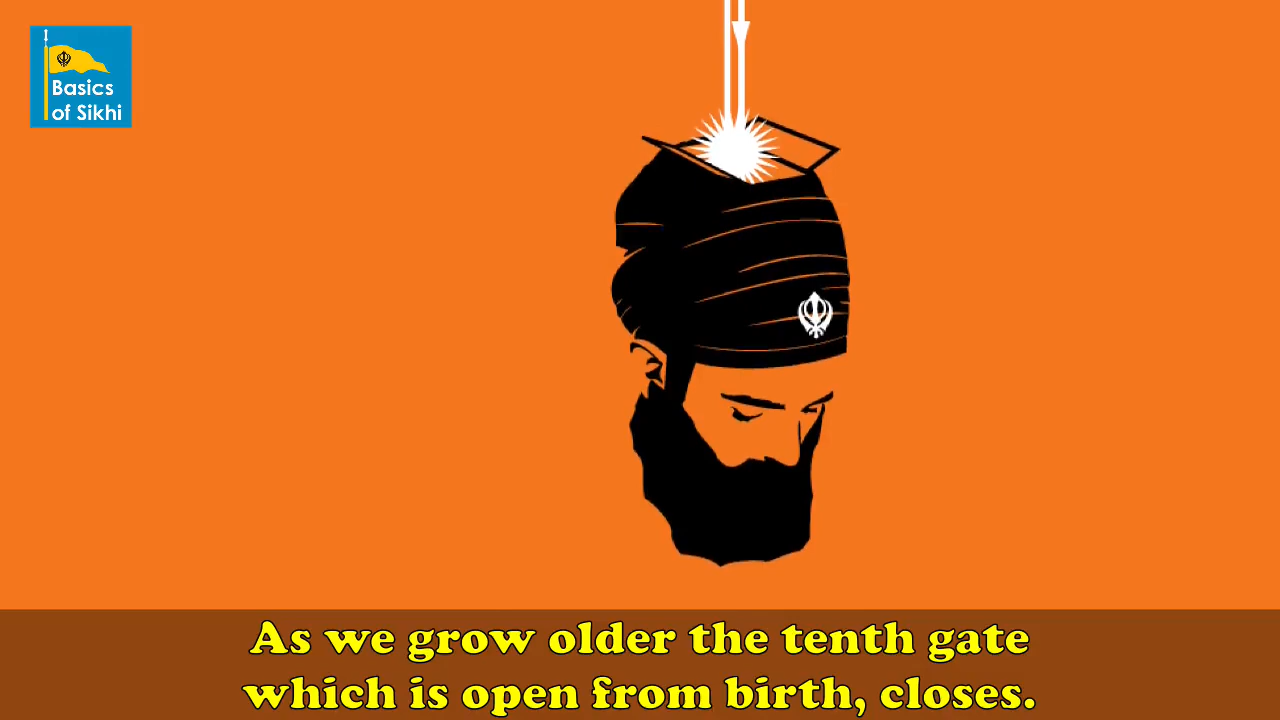 Basics
of Sikhi
As we grow older the tenth gate
which is open from birth, closes.